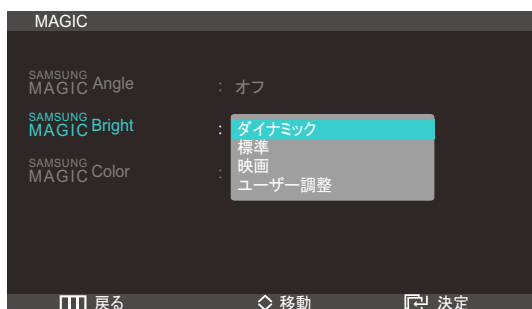 MAGIC
SAMSUNG MAGIC Angle : オフ
SAMSUNG MAGIC Bright : ダイナミック
標準
映画
SAMSUNG MAGIC Color :
ユーザー調整
戻る 移動 決定